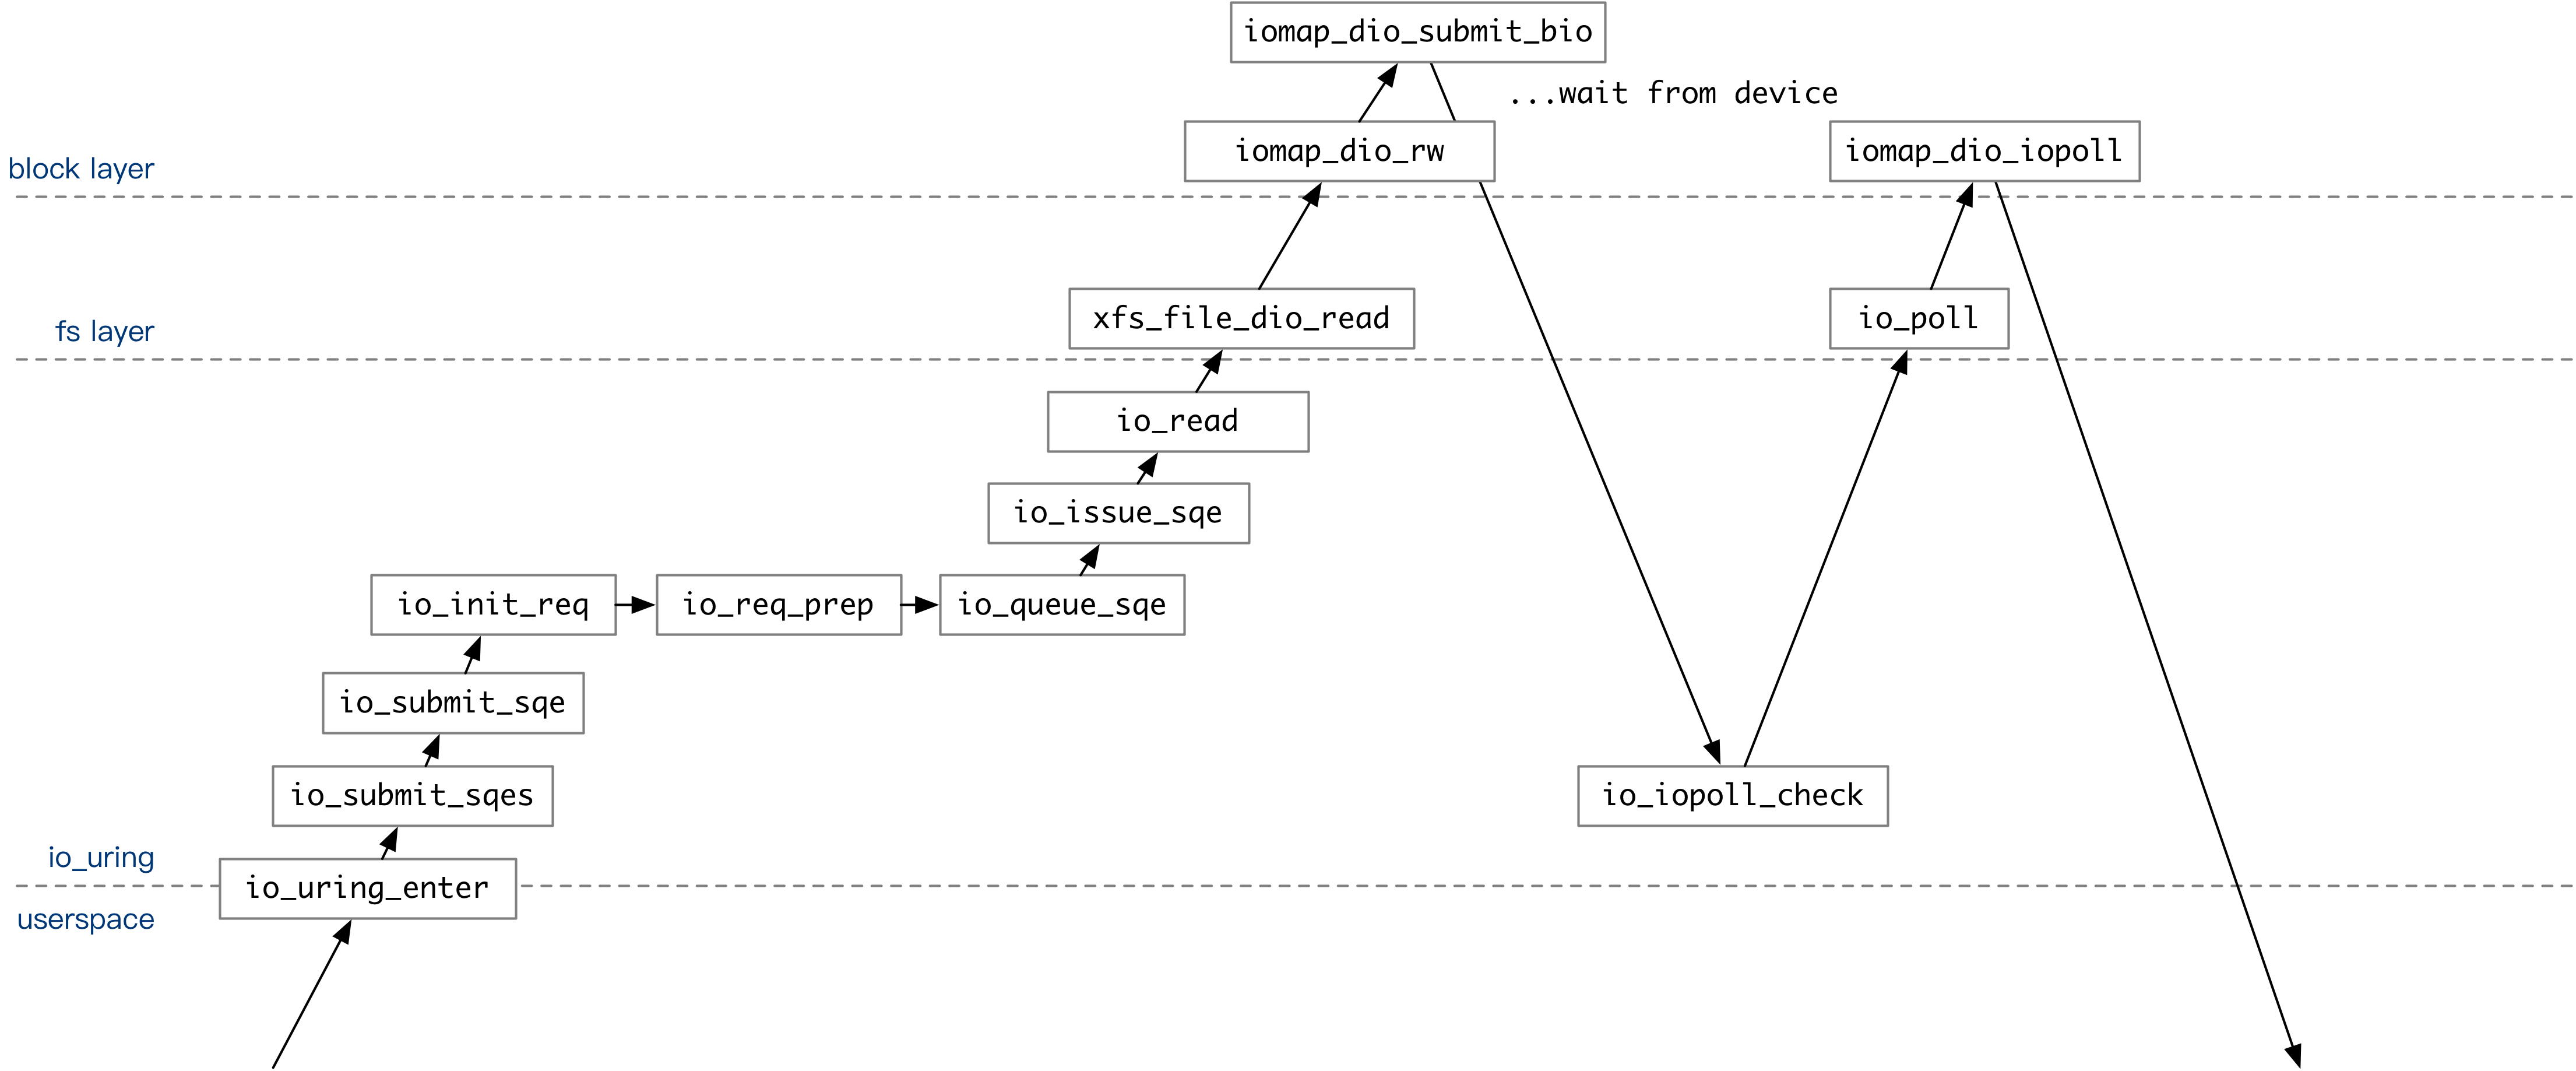 iomap_dio_submit_bio
...wait from device
iomap_dio_rw
iomap_dio_iopoll
block layer
xfs_file_dio_read
io_poll
fs layer
io_read
io_issue_sqe
io_init_req
io_req_prep
io_queue_sqe
io_submit_sqe
io_submit_sqes
io_iopoll_check
io_uring
io_uring_enter
userspace